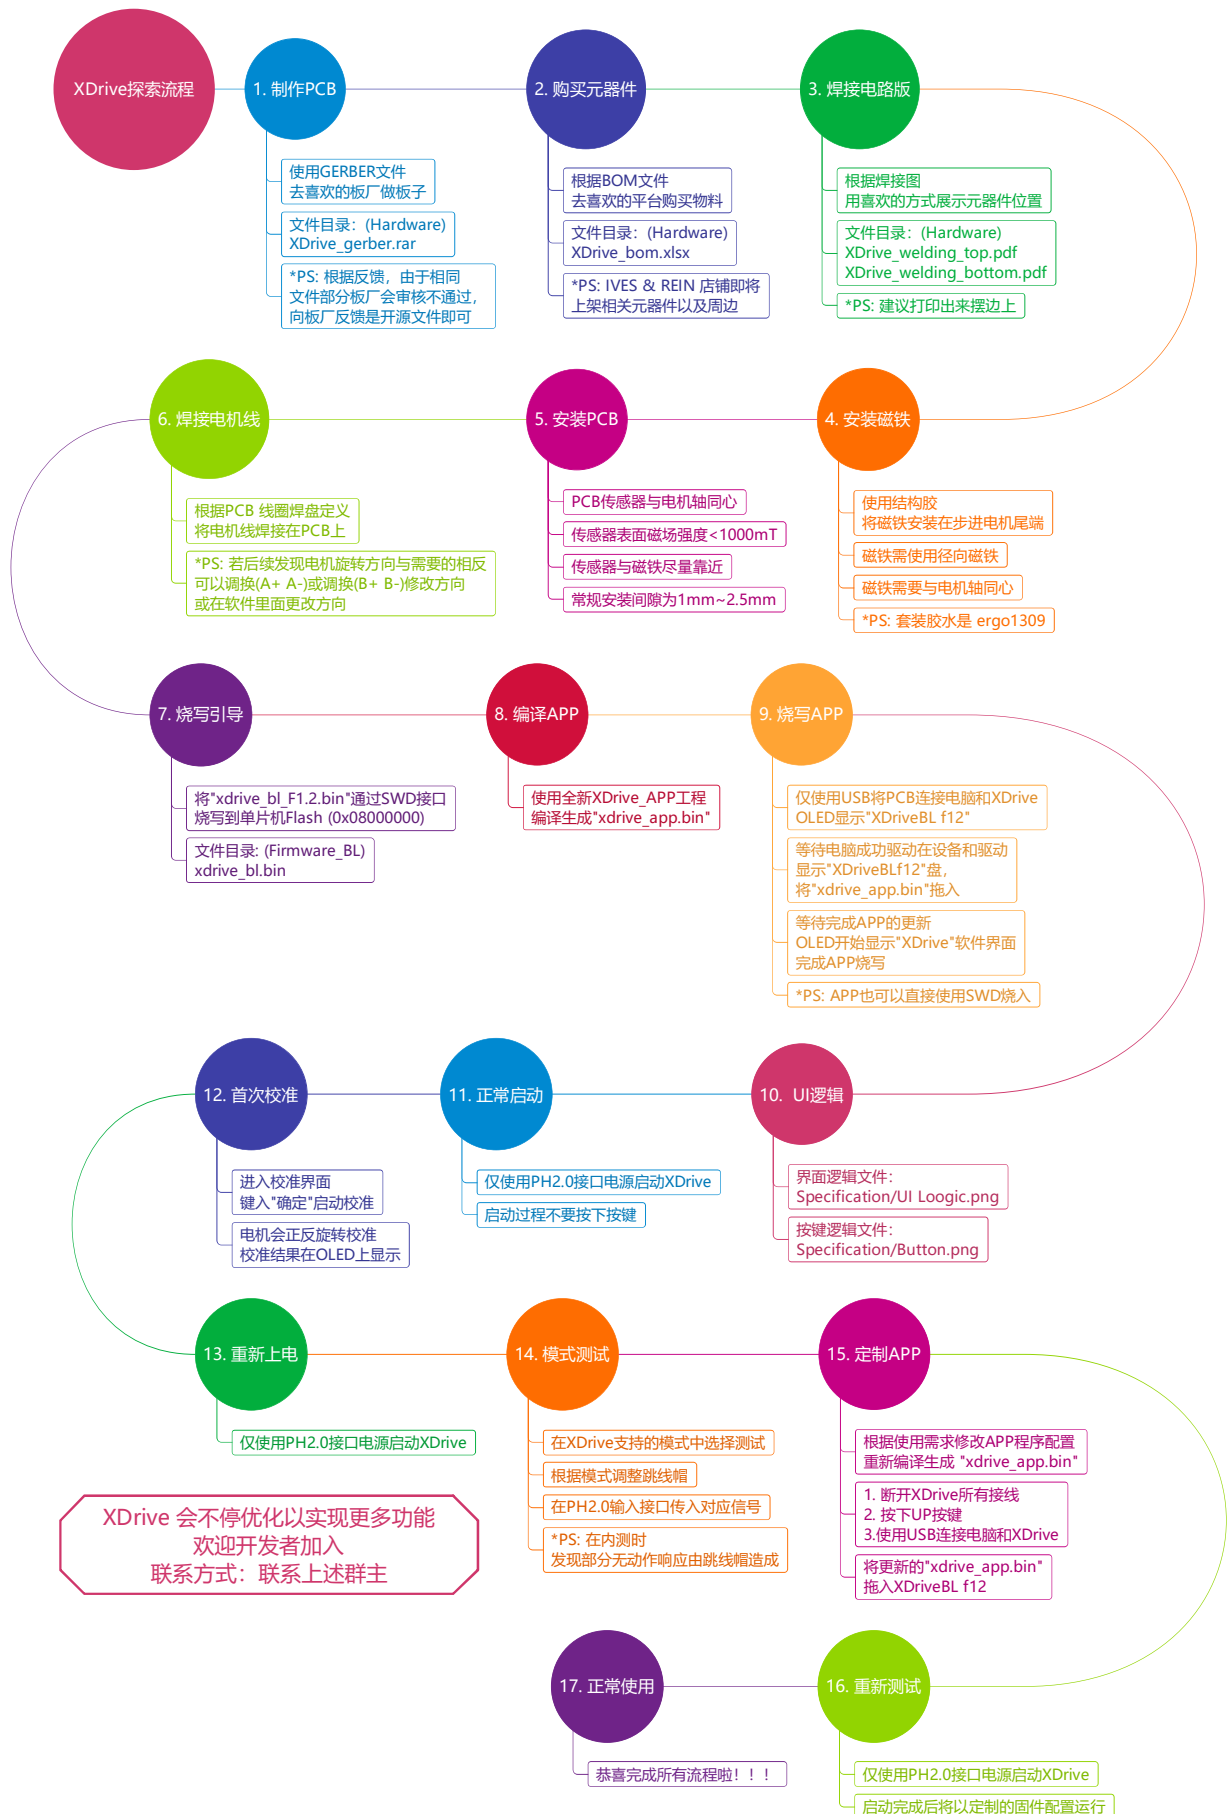 XDrive探索流程
1. 制作PCB
使用GERBER文件
去喜欢的板厂做板子
文件目录：(Hardware)
XDrive_gerber.rar
*PS: 根据反馈，由于相同
文件部分板厂会审核不通过，
向板厂反馈是开源文件即可
2. 购买元器件
根据BOM文件
去喜欢的平台购买物料
文件目录：(Hardware)
XDrive_bom.xlsx
*PS: IVES & REIN 店铺即将
上架相关元器件以及周边
3. 焊接电路版
根据焊接图
用喜欢的方式展示元器件位置
文件目录：(Hardware)
XDrive_welding_top.pdf
XDrive_welding_bottom.pdf
*PS: 建议打印出来摆边上
4. 安装磁铁
使用结构胶
将磁铁安装在步进电机尾端
磁铁需使用径向磁铁
磁铁需要与电机轴同心
*PS: 套装胶水是 ergo1309
5. 安装PCB
PCB传感器与电机轴同心
传感器表面磁场强度<1000mT
传感器与磁铁尽量靠近
常规安装间隙为1mm~2.5mm
6. 焊接电机线
根据PCB 线圈焊盘定义
将电机线焊接在PCB上
*PS: 若后续发现电机旋转方向与需要的相反
可以调换(A+ A-)或调换(B+ B-)修改方向
或在软件里面更改方向
7. 烧写引导
将"xdrive_bl_F1.2.bin"通过SWD接口
烧写到单片机Flash (0x08000000)
文件目录: (Firmware_BL)
xdrive_bl.bin
8. 编译APP
使用全新XDrive_APP工程
编译生成"xdrive_app.bin"
9. 烧写APP
仅使用USB将PCB连接电脑和XDrive
OLED显示"XDriveBL f12"
等待电脑成功驱动在设备和驱动
显示"XDriveBLf12"盘，
将"xdrive_app.bin"拖入
等待完成APP的更新
OLED开始显示"XDrive"软件界面
完成APP烧写
*PS: APP也可以直接使用SWD烧入
10. UI逻辑
界面逻辑文件：
Specification/UI Loogic.png
按键逻辑文件：
Specification/Button.png
11. 正常启动
仅使用PH2.0接口电源启动XDrive
启动过程不要按下按键
12. 首次校准
进入校准界面
键入"确定"启动校准
电机会正反旋转校准
校准结果在OLED上显示
13. 重新上电
仅使用PH2.0接口电源启动XDrive
14. 模式测试
在XDrive支持的模式中选择测试
根据模式调整跳线帽
在PH2.0输入接口传入对应信号
*PS: 在内测时
发现部分无动作响应由跳线帽造成
15. 定制APP
根据使用需求修改APP程序配置
重新编译生成 "xdrive_app.bin"
1. 断开XDrive所有接线
2. 按下UP按键
3.使用USB连接电脑和XDrive
将更新的"xdrive_app.bin"
拖入XDriveBL f12
XDrive 会不停优化以实现更多功能
欢迎开发者加入
联系方式：联系上述群主
16. 重新测试
仅使用PH2.0接口电源启动XDrive
启动完成后将以定制的固件配置运行
17. 正常使用
恭喜完成所有流程啦！！！